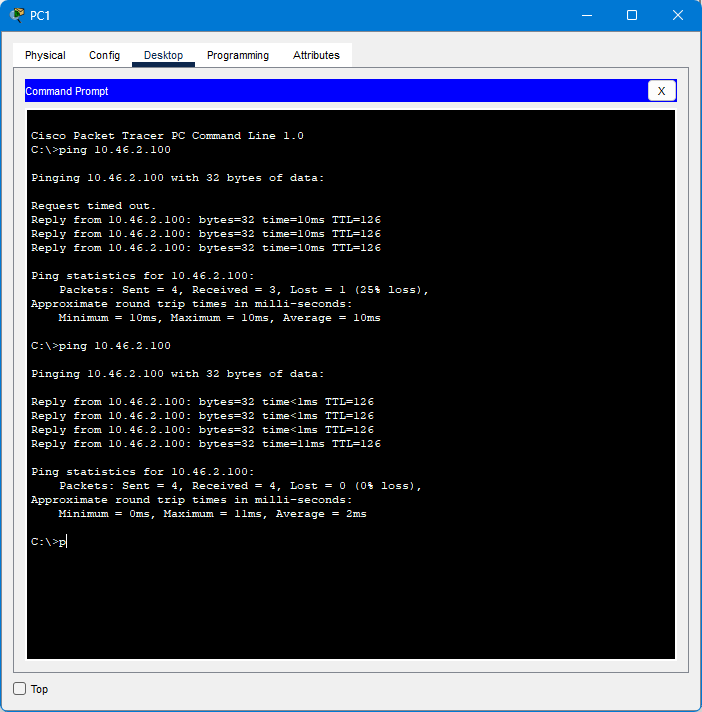 PC1
Physical Config Desktop Programming Attributes
Command Prompt X
Cisco Packet Tracer PC Command Line 1.0
C:\>ping 10.46.2.100
Pinging 10.46.2.100 with 32 bytes of data:
Request timed out.
Reply from 10.46.2.100: bytes=32 time=10ms TTL=126
Reply from 10.46.2.100: bytes=32 time=10ms TTL=126
Reply from 10.46.2.100: bytes=32 time=10ms TTL=126
Ping statistics for 10.46.2.100:
Packets: Sent = 4, Received = 3, Lost = 1 (25% loss),
Approximate round trip times in milli-seconds:
Minimum = 10ms, Maximum = 10ms, Average = 10ms
C:\>ping 10.46.2.100
Pinging 10.46.2.100 with 32 bytes of data:
Reply from 10.46.2.100: bytes=32 time<1ms TTL=126
Reply from 10.46.2.100: bytes=32 time<1ms TTL=126
Reply from 10.46.2.100: bytes=32 time<1ms TTL=126
Reply from 10.46.2.100: bytes=32 time=11ms TTL=126
Ping statistics for 10.46.2.100:
Packets: Sent = 4, Received = 4, Lost = 0 (0% loss),
Approximate round trip times in milli-seconds:
Minimum = 0ms, Maximum = 11ms, Average = 2ms
C:\>p
Top